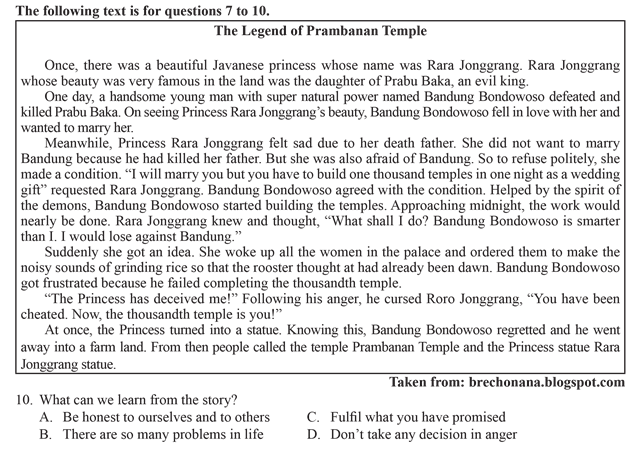 The following text is for questions 7 to 10.
The Legend of Prambanan Temple
Once, there was a beautiful Javanese princess whose name was Rara Jonggrang. Rara Jonggrang
whose beauty was very famous in the land was the daughter of Prabu Baka, an evil king.
One day, a handsome young man with super natural power named Bandung Bondowoso defeated and
killed Prabu Baka. On seeing Princess Rara Jonggrang's beauty, Bandung Bondowoso fell in love with her and
wanted to marry her.
Meanwhile, Princess Rara Jonggrang felt sad due to her death father. She did not want to marry
Bandung because he had killed her father. But she was also afraid of Bandung. So to refuse politely, she
made a condition. “I will marry you but you have to build one thousand temples in one night as a wedding
gift” requested Rara Jonggrang. Bandung Bondowoso agreed with the condition. Helped by the spirit of
the demons, Bandung Bondowoso started building the temples. Approaching midnight, the work would
nearly be done. Rara Jonggrang knew and thought, “What shall I do? Bandung Bondowoso is smarter
than I. I would lose against Bandung.”
Suddenly she got an idea. She woke up all the women in the palace and ordered them to make the
noisy sounds of grinding rice so that the rooster thought at had already been dawn. Bandung Bondowoso
got frustrated because he failed completing the thousandth temple.
“The Princess has deceived me!” Following his anger, he cursed Roro Jonggrang, “You have been
cheated. Now, the thousandth temple is you!”
At once, the Princess turned into a statue. Knowing this, Bandung Bondowoso regretted and he went
away into a farm land. From then people called the temple Prambanan Temple and the Princess statue Rara
Jonggrang statue.
Taken from: brechonana.blogspot.com
10. What can we learn from the story?
A. Be honest to ourselves and to others C. Fulfil what you have promised
B. There are so many problems in life D. Don't take any decision in anger